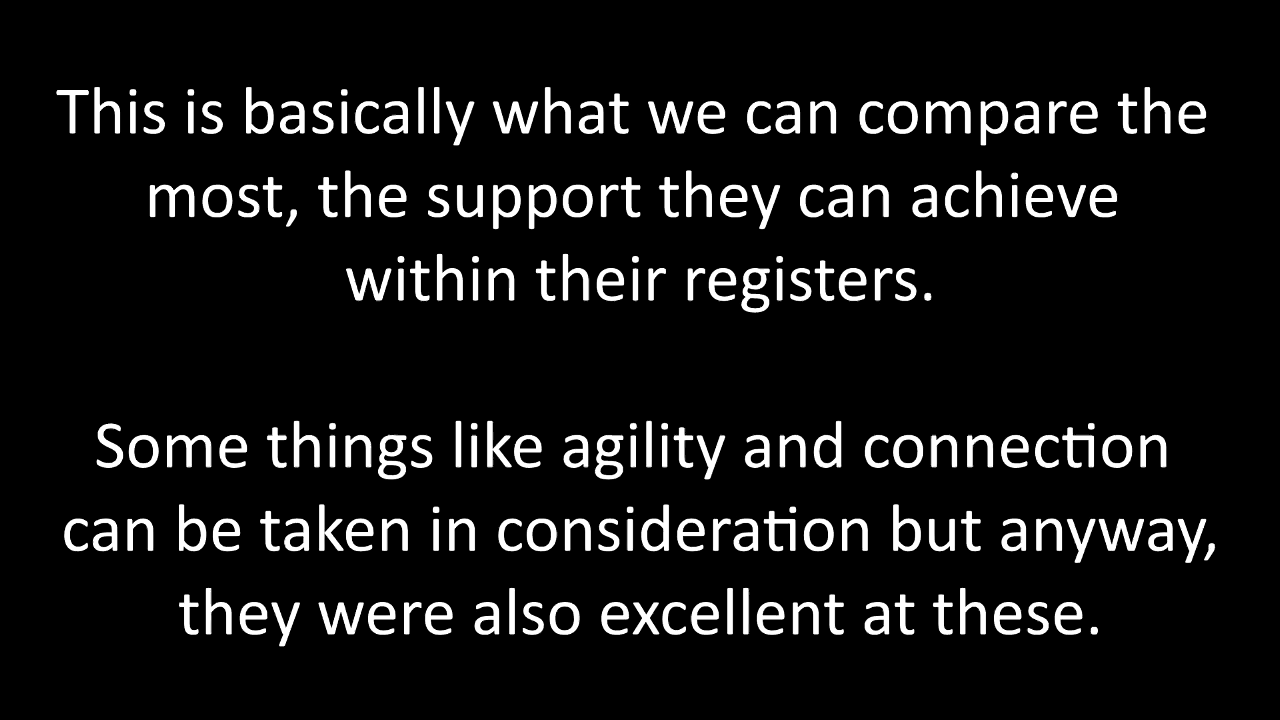 This is basically what we can compare the
most, the support they can achieve
within their registers.
Some things like agility and connection
can be taken in consideration but anyway,
they were also excellent at these.